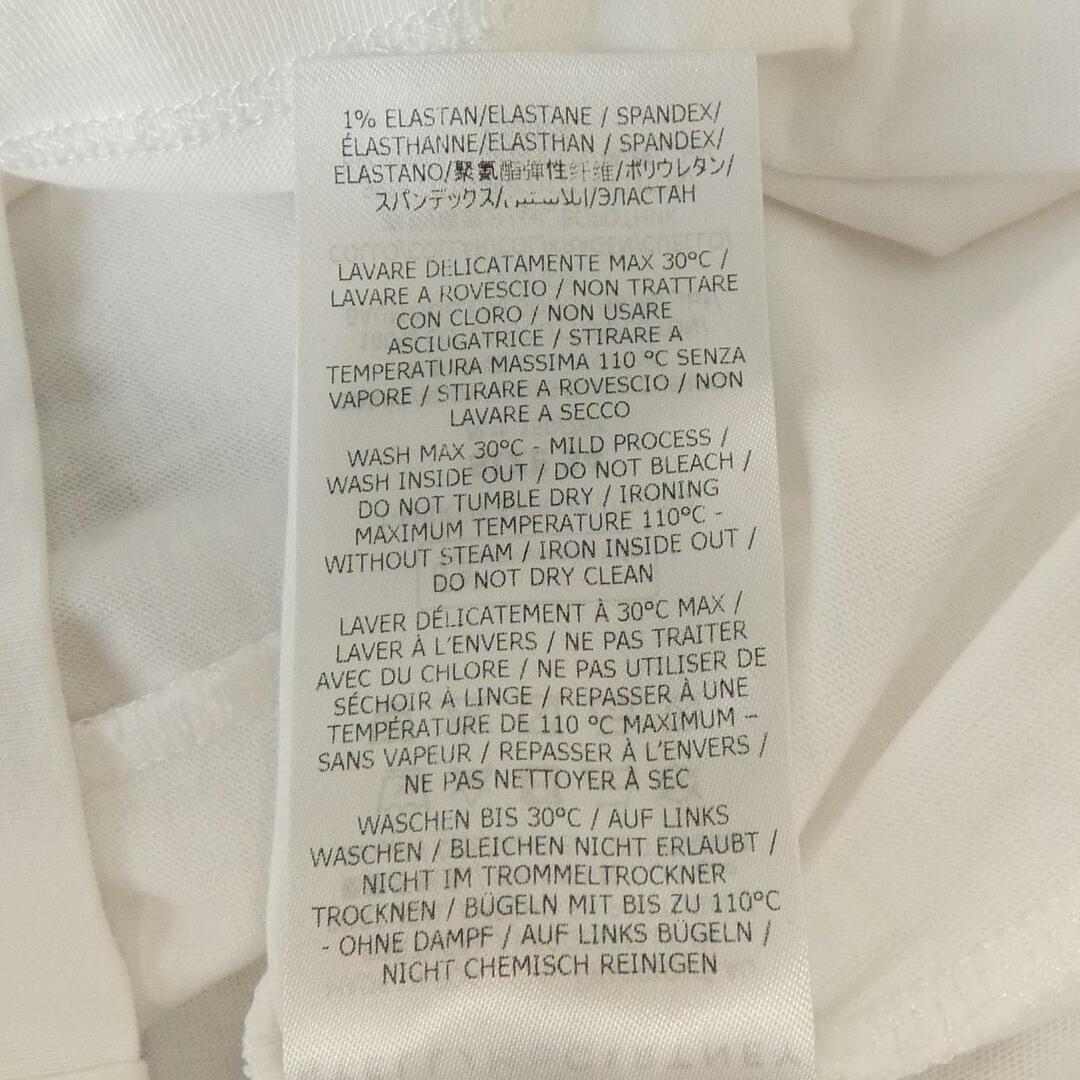 1% ELASTAN/ELASTANE / SPANDEX/
ÉLASTHANNE/ELASTHAN / SPANDEX/
ELASTANO/聚氨酯弹性纤维/ポリウレタン/
スパンデックス/ايلاستين/ЭЛАСТАН
LAVARE DELICATAMENTE MAX 30°C /
LAVARE A ROVESCIO / NON TRATTARE
CON CLORO / NON USARE
ASCIUGATRICE / STIRARE A
TEMPERATURA MASSIMA 110 °C SENZA
VAPORE / STIRARE A ROVESCIO / NON
LAVARE A SECCO
WASH MAX 30°C - MILD PROCESS /
WASH INSIDE OUT / DO NOT BLEACH /
DO NOT TUMBLE DRY / IRONING
MAXIMUM TEMPERATURE 110°C -
WITHOUT STEAM / IRON INSIDE OUT /
DO NOT DRY CLEAN
LAVER DÉLICATEMENT À 30°C MAX /
LAVER À L'ENVERS / NE PAS TRAITER
AVEC DU CHLORE / NE PAS UTILISER DE
SÉCHOIR À LINGE / REPASSER À UNE
TEMPÉRATURE DE 110 °C MAXIMUM –
SANS VAPEUR / REPASSER À L'ENVERS /
NE PAS NETTOYER À SEC
WASCHEN BIS 30°C / AUF LINKS
WASCHEN / BLEICHEN NICHT ERLAUBT /
NICHT IM TROMMELTROCKNER
TROCKNEN / BÜGELN MIT BIS ZU 110°C
- OHNE DAMPF / AUF LINKS BÜGELN /
NICHT CHEMISCH REINIGEN